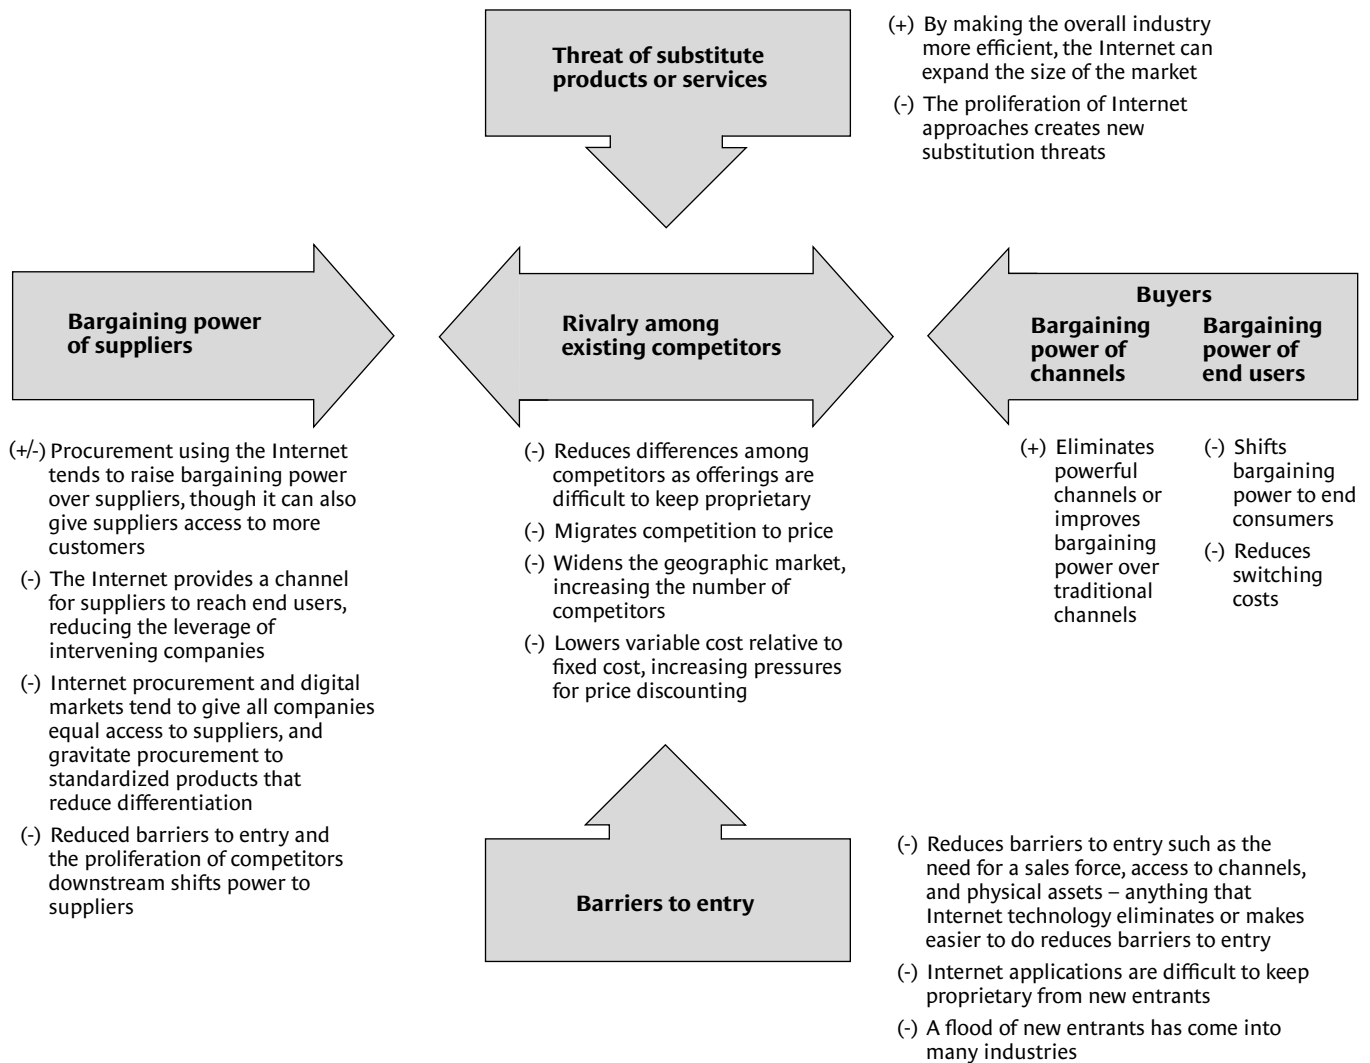 Threat of substitute
products or services
(+) By making the overall industry
more efficient, the Internet can
expand the size of the market
(-) The proliferation of Internet
approaches creates new
substitution threats
Bargaining power
of suppliers
Rivalry among
existing competitors
Buyers
Bargaining
power of
channels
Bargaining
power of
end users
(+/-) Procurement using the Internet
tends to raise bargaining power
over suppliers, though it can also
give suppliers access to more
customers
(-) The Internet provides a channel
for suppliers to reach end users,
reducing the leverage of
intervening companies
(-) Internet procurement and digital
markets tend to give all companies
equal access to suppliers, and
gravitate procurement to
standardized products that
reduce differentiation
(-) Reduced barriers to entry and
the proliferation of competitors
downstream shifts power to
suppliers
(-) Reduces differences among
competitors as offerings are
difficult to keep proprietary
(-) Migrates competition to price
(-) Widens the geographic market,
increasing the number of
competitors
(-) Lowers variable cost relative to
fixed cost, increasing pressures
for price discounting
(+) Eliminates
powerful
channels or
improves
bargaining
power over
traditional
channels
(-) Shifts
bargaining
power to end
consumers
(-) Reduces
switching
costs
Barriers to entry
(-) Reduces barriers to entry such as the
need for a sales force, access to channels,
and physical assets – anything that
Internet technology eliminates or makes
easier to do reduces barriers to entry
(-) Internet applications are difficult to keep
proprietary from new entrants
(-) A flood of new entrants has come into
many industries